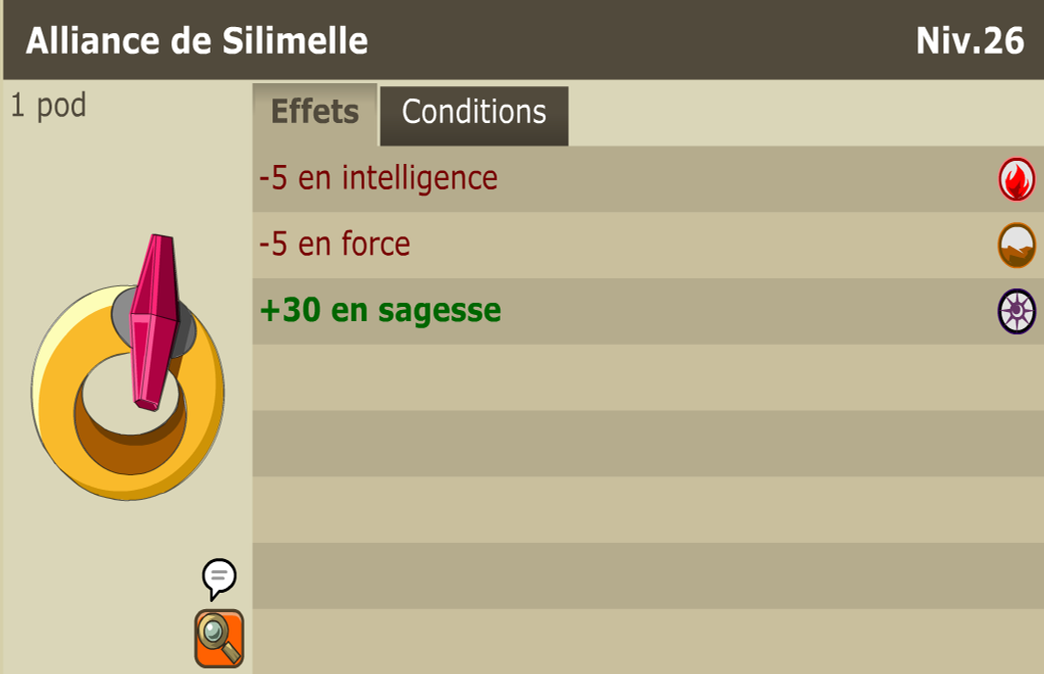 Alliance de Silimelle
Niv.26
1 pod
Effets
Conditions
-5 en intelligence
-5 en force
+30 en sagesse